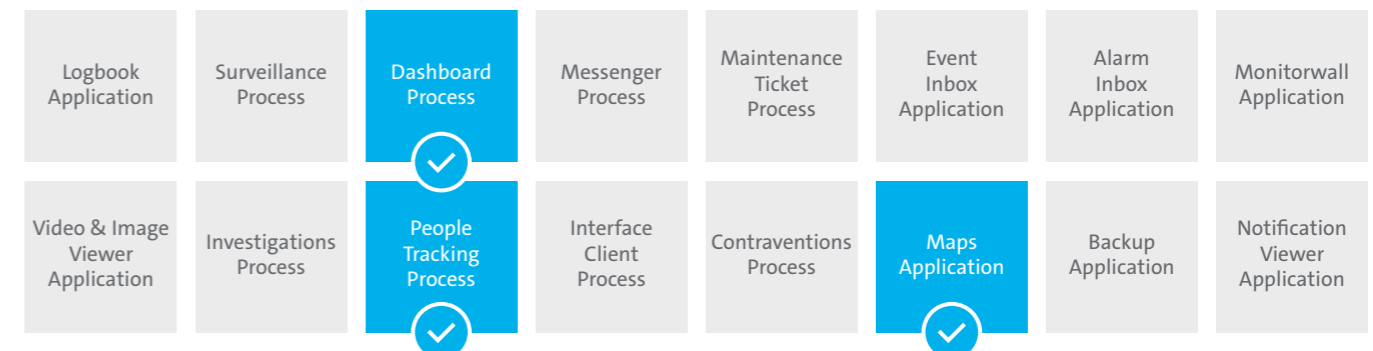 Logbook
Application
Surveillance
Process
Dashboard
Process
Messenger
Process
Maintenance
Ticket
Process
Event
Inbox
Application
Alarm
Inbox
Application
Monitorwall
Application
Video & Image
Viewer
Application
Investigations
Process
People
Tracking
Process
Interface
Client
Process
Contraventions
Process
Maps
Application
Backup
Application
Notification
Viewer
Application